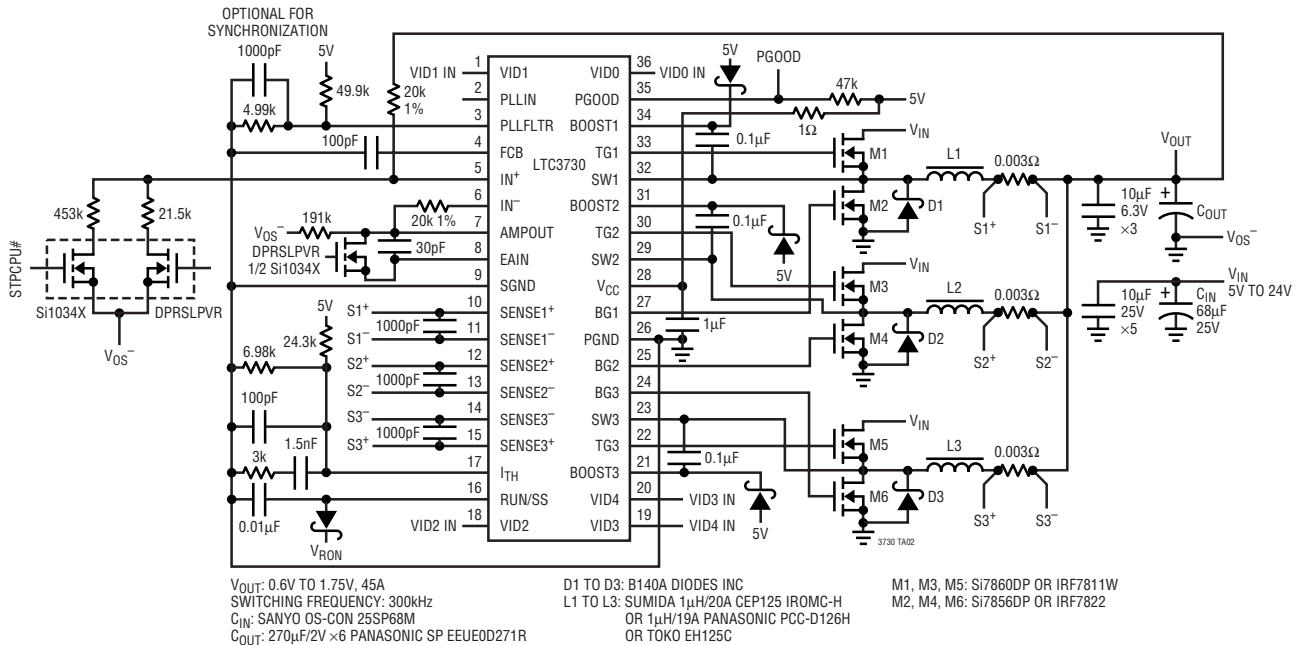 OPTIONAL FOR
SYNCHRONIZATION
1000pF
5V
4.99k
49.9k
20k
1%
100pF
453k
21.5k
STPCPU#
Si1034X
DPRSLPVR
VOS–
191k
VOS–
20k 1%
DPRSLPVR
1/2 Si1034X
30pF
5V
24.3k
6.98k
100pF
1.5nF
3k
0.01µF
VRON
S1+
1000pF
S1–
S2+
1000pF
S2–
S3–
1000pF
S3+
LTC3730
VID1 IN 1 VID1
2 PLLIN
3 PLLFLTR
4 FCB
5 IN+
6 IN–
7 AMPOUT
8 EAIN
9 SGND
10 SENSE1+
11 SENSE1–
12 SENSE2+
13 SENSE2–
14 SENSE3–
15 SENSE3+
17 ITH
16 RUN/SS
VID2 IN 18 VID2
VID0 36 VID0 IN
PGOOD 35
BOOST1 34
TG1 33
SW1 32
BOOST2 31
TG2 30
SW2 29
VCC 28
BG1 27
PGND 26
BG2 25
BG3 24
SW3 23
TG3 22
BOOST3 21
VID4 20 VID3 IN
VID3 19 VID4 IN
5V
PGOOD
47k
5V
1Ω
0.1µF
0.1µF
5V
1µF
0.1µF
5V
VIN
M1
M2
D1
L1
0.003Ω
S1+
S1–
VIN
M3
M4
D2
L2
0.003Ω
S2+
S2–
VIN
M5
M6
D3
L3
0.003Ω
S3+
S3–
VOUT
10µF
6.3V
×3
+
COUT
VOS–
VIN
5V TO 24V
10µF
25V
×5
+
CIN
68µF
25V
3730 TA02
VOUT: 0.6V TO 1.75V, 45A
SWITCHING FREQUENCY: 300kHz
CIN: SANYO OS-CON 25SP68M
COUT: 270µF/2V ×6 PANASONIC SP EEUE0D271R
D1 TO D3: B140A DIODES INC
L1 TO L3: SUMIDA 1µH/20A CEP125 IROMC-H
OR 1µH/19A PANASONIC PCC-D126H
OR TOKO EH125C
M1, M3, M5: Si7860DP OR IRF7811W
M2, M4, M6: Si7856DP OR IRF7822